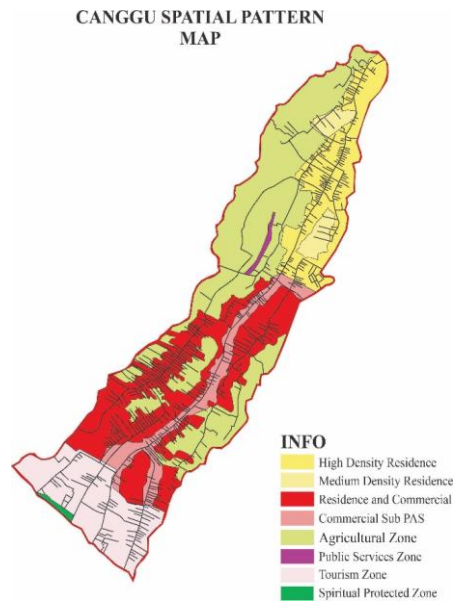 CANGGU SPATIAL PATTERN
MAP
INFO
High Density Residence
Medium Density Residence
Residence and Commercial
Commercial Sub PAS
Agricultural Zone
Public Services Zone
Tourism Zone
Spiritual Protected Zone